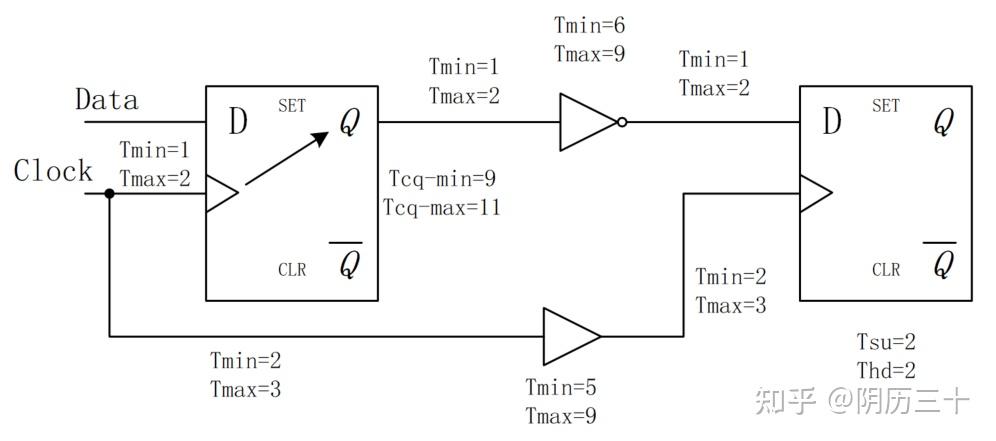 Tmin=6
Tmax=9
Tmin=1
Tmax=2
Tmin=1
Tmax=2
Data
D
SET
Q
D
SET
Q
Tmin=1
Tmax=2
Clock
Tcq-min=9
Tcq-max=11
CLR
Q
CLR
Q
Tmin=2
Tmax=3
Tmin=2
Tmax=3
Tmin=5
Tmax=9
Tsu=2
Thd=2
知乎 @阴历三十